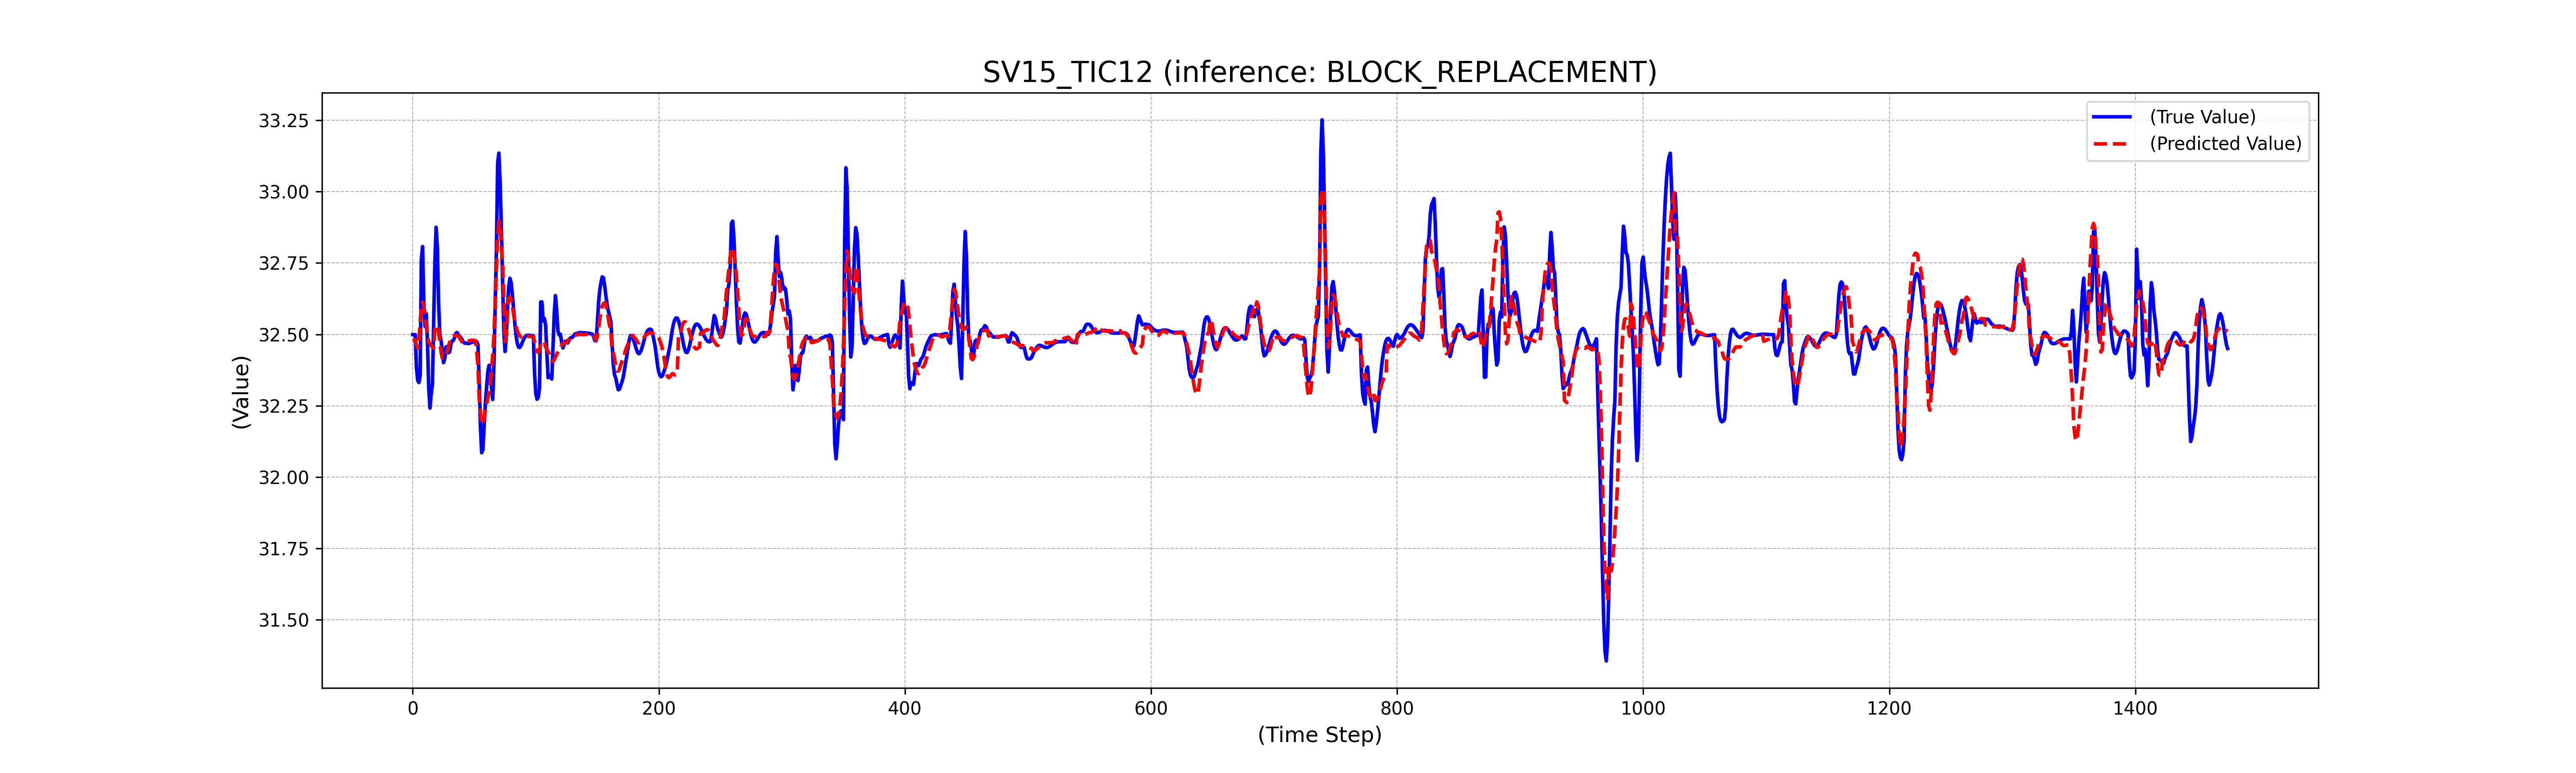 SV15_TIC12 (inference: BLOCK_REPLACEMENT)
(True Value)
(Predicted Value)
(Value)
33.25
33.00
32.75
32.50
32.25
32.00
31.75
31.50
0 200 400 600 800 1000 1200 1400
(Time Step)